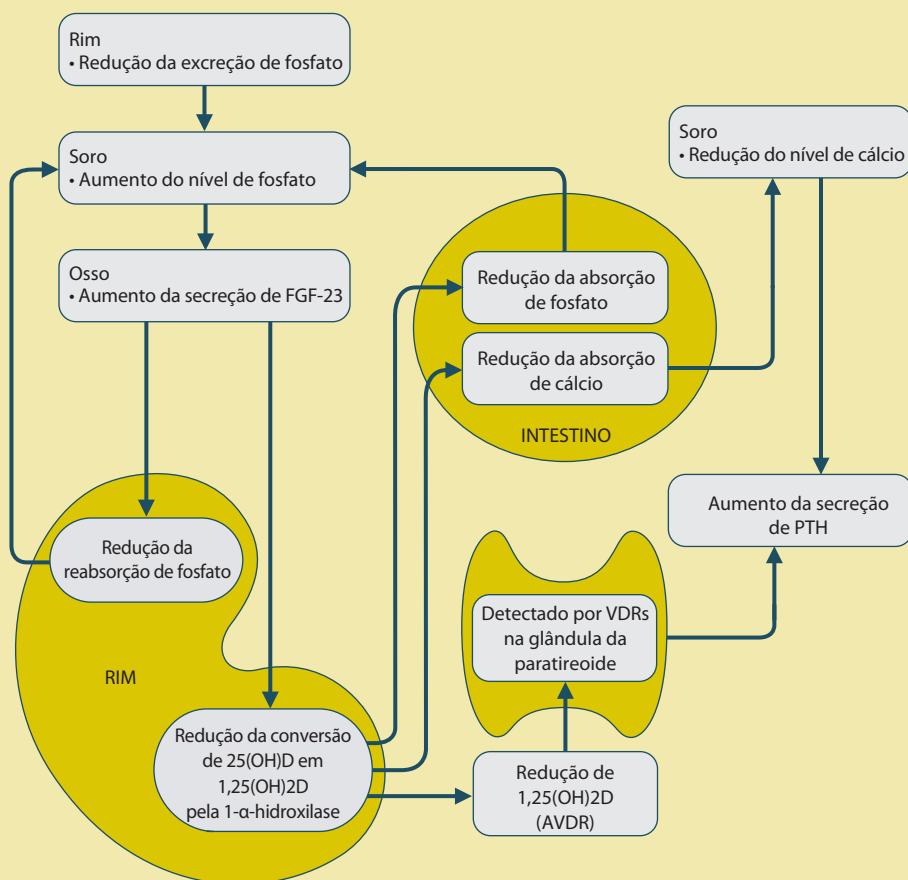 Rim
• Redução da excreção de fosfato
Soro
• Aumento do nível de fosfato
Osso
• Aumento da secreção de FGF-23
Soro
• Redução do nível de cálcio
Redução da absorção
de fosfato
Redução da absorção
de cálcio
INTESTINO
Aumento da secreção
de PTH
Redução da
reabsorção de fosfato
RIM
Detectado por VDRs
na glândula da
paratireoide
Redução da conversão
de 25(OH)D em
1,25(OH)2D
pela 1-α-hidroxilase
Redução de
1,25(OH)2D
(AVDR)